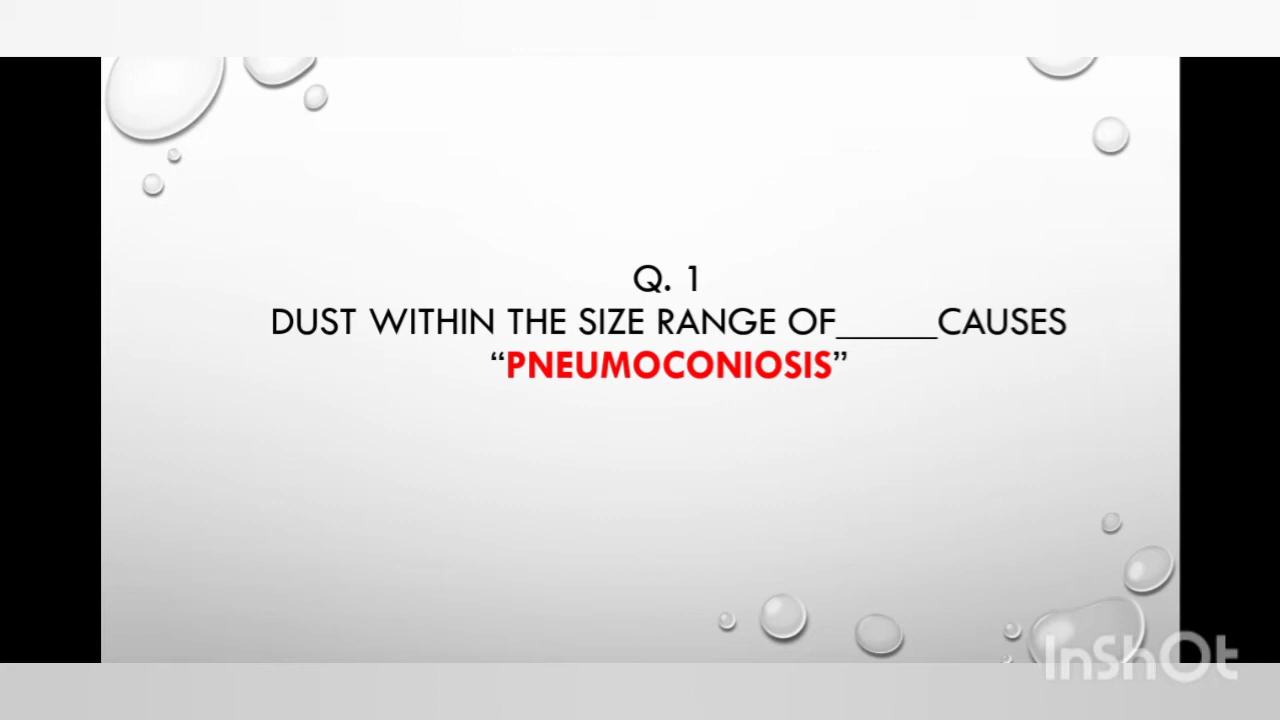 Q. 1
DUST WITHIN THE SIZE RANGE OF______CAUSES
“PNEUMOCONIOSIS”
InShOt